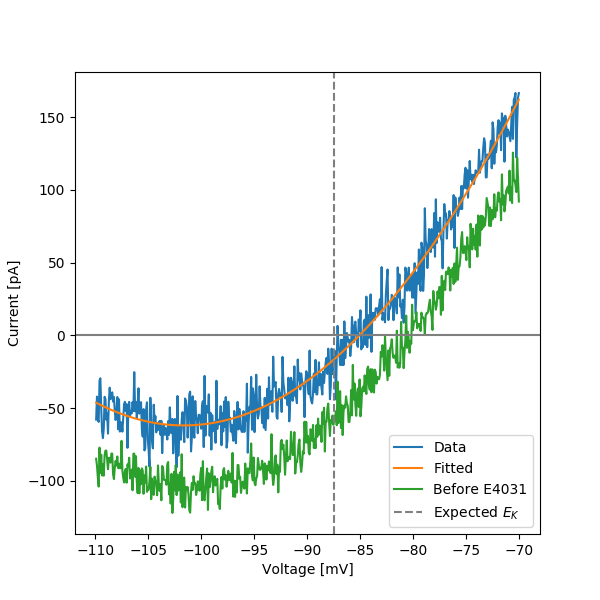 150
100
50
0
−50
−100
Current [pA]
−110 −105 −100 −95 −90 −85 −80 −75 −70
Voltage [mV]
Data
Fitted
Before E4031
Expected E_K